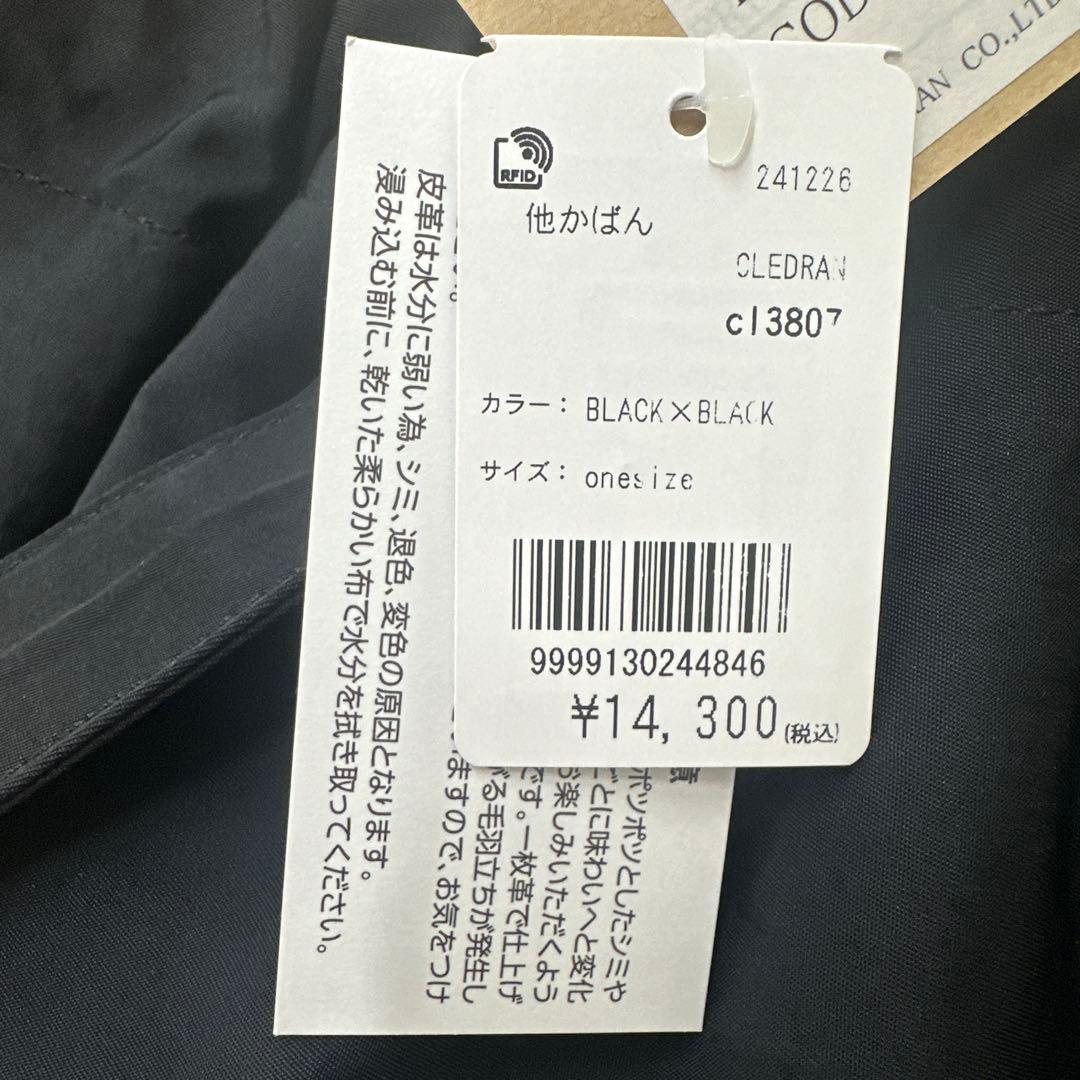 CO.,LTD
RFID
241226
他かばん
CLEDRAN
cl3807
カラー： BLACK×BLACK
サイズ： onesize
9999130244846
¥14,300(税込)
皮革は水分に弱い為、シミ、退色、変色の原因となります。
浸み込む前に、乾いた柔らかい布で水分を拭き取ってください。
ポツポツとしたシミや
ごとに味わいへと変化
お楽しみいただくよう
です。一枚革で仕上げ
がる毛羽立ちが発生し
ますので、お気をつけ